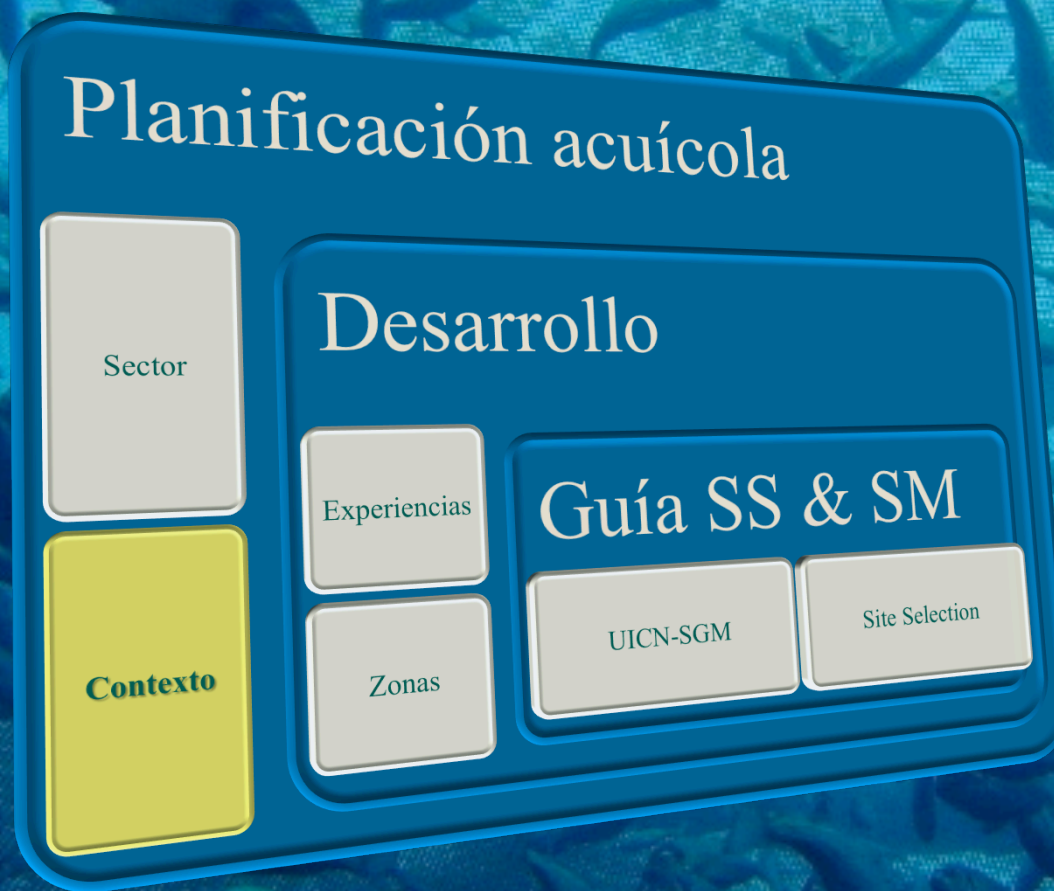 Planificación acuícola
Sector
Contexto
Desarrollo
Experiencias
Zonas
Guía SS & SM
UICN-SGM
Site Selection